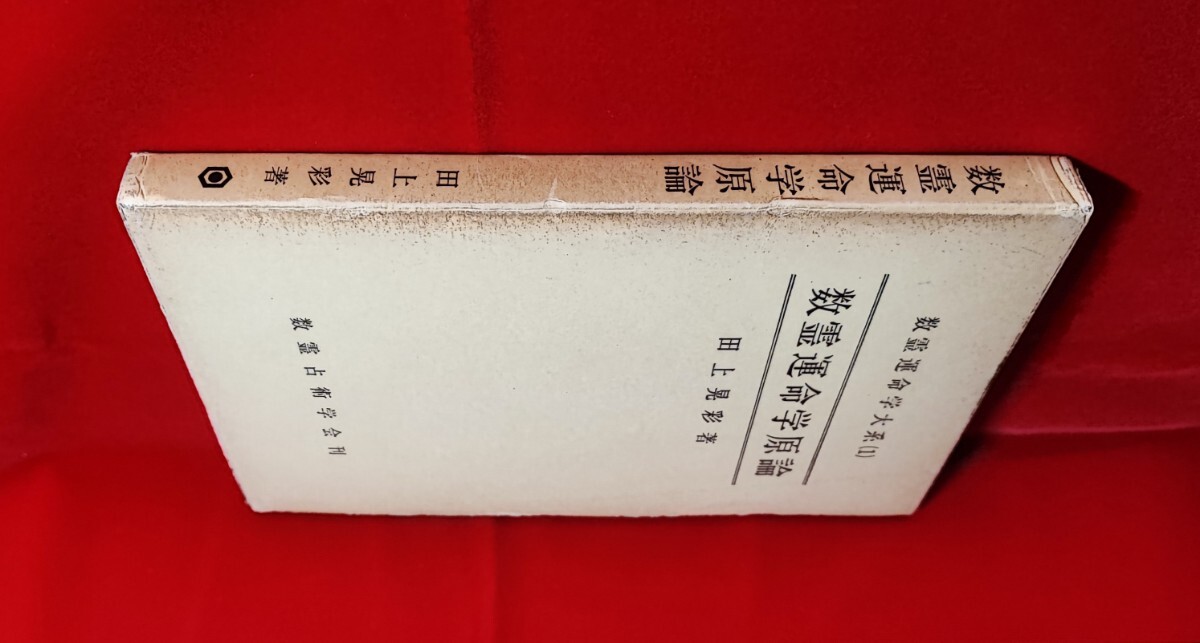 数霊運命学原論
田上晃彩著
数霊運命学大系(1)
数霊運命学原論
田上晃彩著
数霊占術学会刊